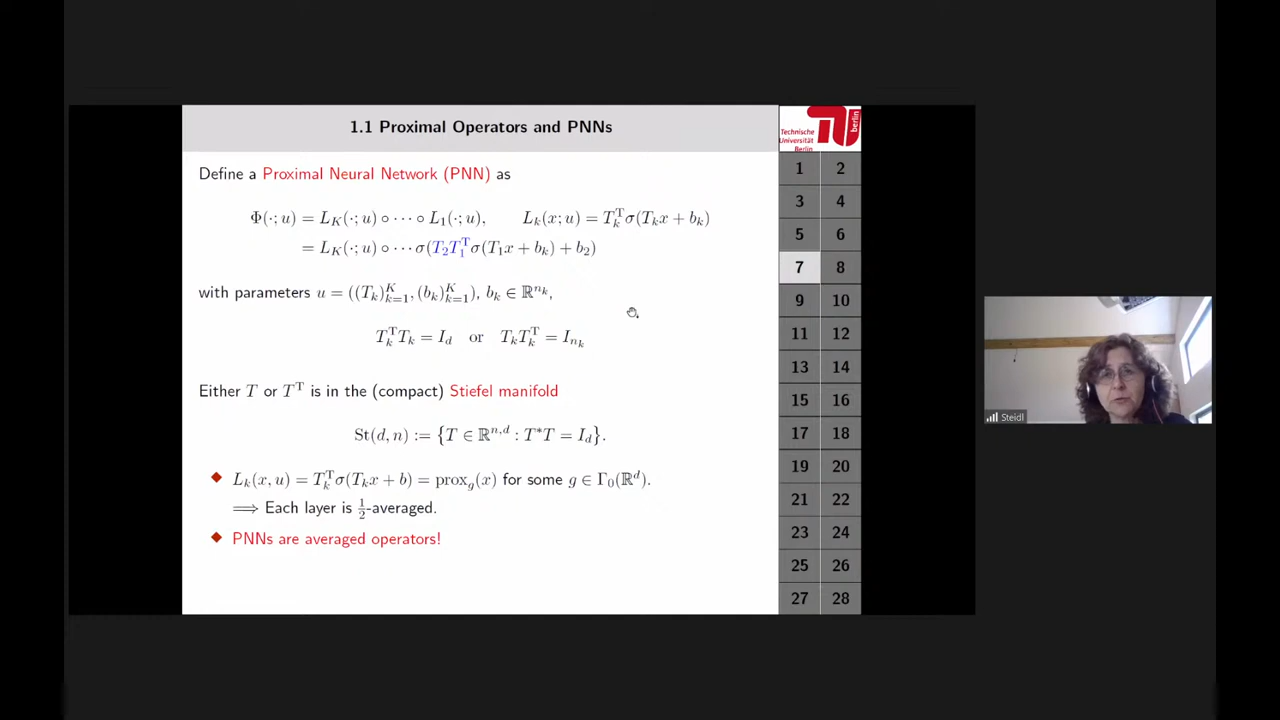 1.1 Proximal Operators and PNNs
Technische
Universität
Berlin
berlin
Define a Proximal Neural Network (PNN) as
Φ(·; u) = L_K(·; u) ∘ ··· ∘ L_1(·; u), L_k(x; u) = T_k^T σ(T_k x + b_k)
= L_K(·; u) ∘ ··· σ(T_2 T_1^T σ(T_1 x + b_k) + b_2)
with parameters u = ((T_k)_{k=1}^K, (b_k)_{k=1}^K), b_k ∈ ℝ^{n_k},
T_k^T T_k = I_d or T_k T_k^T = I_{n_k}
Either T or T^T is in the (compact) Stiefel manifold
St(d, n) := {T ∈ ℝ^{n,d} : T*T = I_d}.
L_k(x, u) = T_k^T σ(T_k x + b) = prox_g(x) for some g ∈ Γ_0(ℝ^d).
⟹ Each layer is 1/2-averaged.
PNNs are averaged operators!
1 2
3 4
5 6
7 8
9 10
11 12
13 14
15 16
17 18
19 20
21 22
23 24
25 26
27 28
Steidl